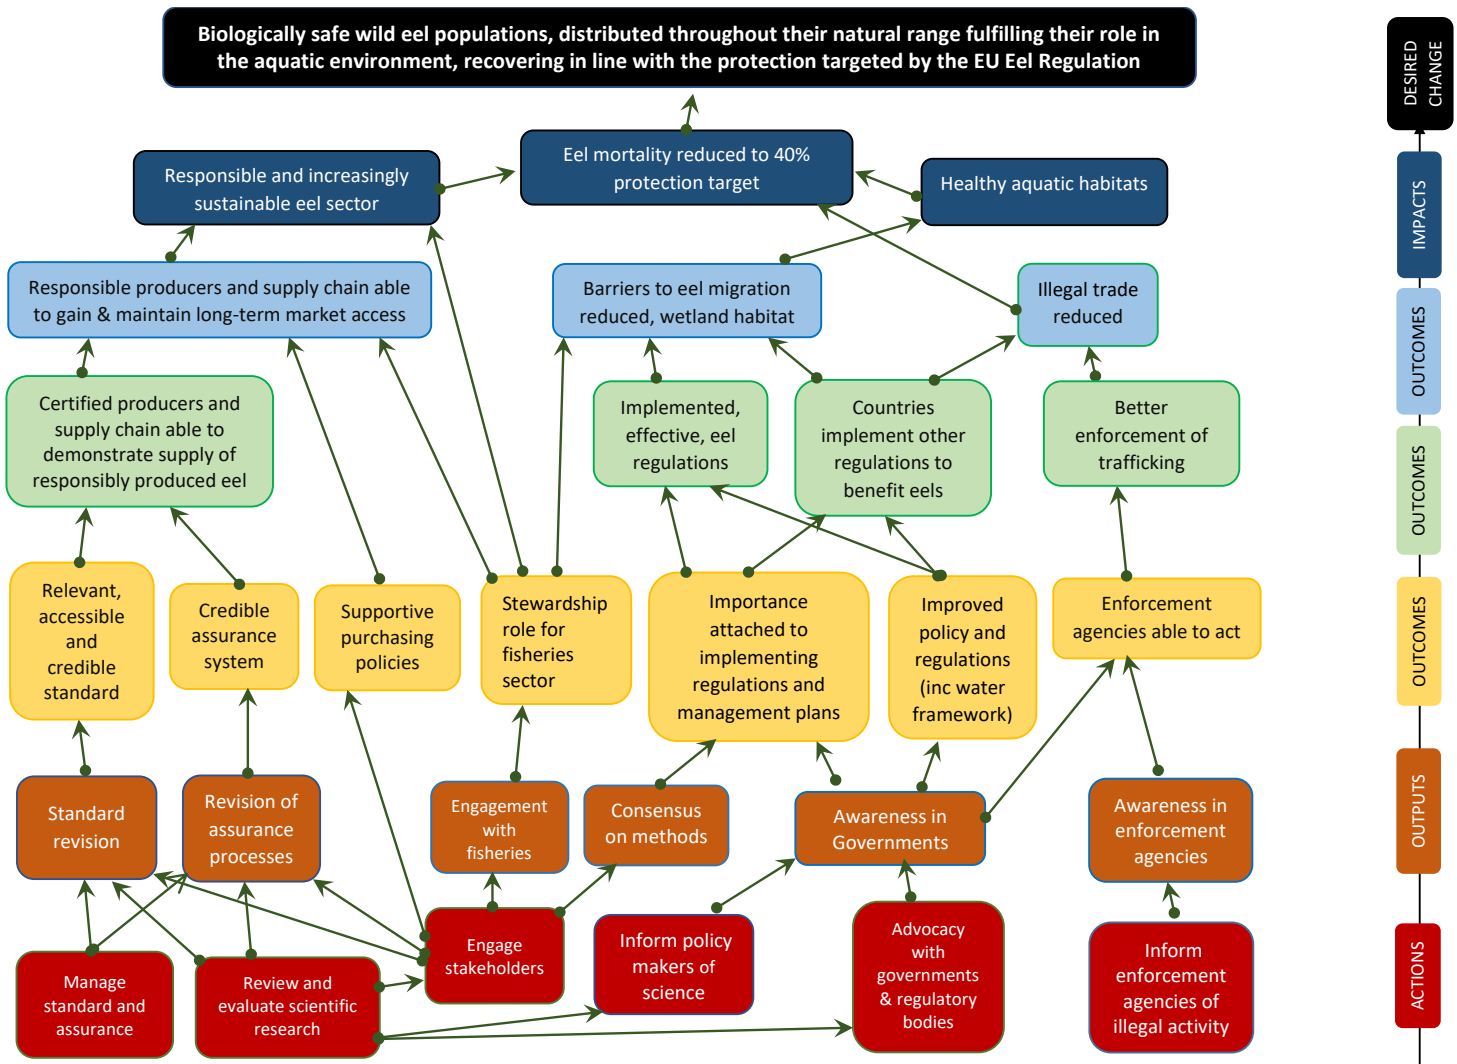 Biologically safe wild eel populations, distributed throughout their natural range fulfilling their role in
the aquatic environment, recovering in line with the protection targeted by the EU Eel Regulation
DESIRED
CHANGE
Responsible and increasingly
sustainable eel sector
Eel mortality reduced to 40%
protection target
Healthy aquatic habitats
IMPACTS
Responsible producers and supply chain able
to gain & maintain long-term market access
Barriers to eel migration
reduced, wetland habitat
Illegal trade
reduced
OUTCOMES
Certified producers and
supply chain able to
demonstrate supply of
responsibly produced eel
Implemented,
effective, eel
regulations
Countries
implement other
regulations to
benefit eels
Better
enforcement of
trafficking
OUTCOMES
Relevant,
accessible
and
credible
standard
Credible
assurance
system
Supportive
purchasing
policies
Stewardship
role for
fisheries
sector
Importance
attached to
implementing
regulations and
management plans
Improved
policy and
regulations
(inc water
framework)
Enforcement
agencies able to act
OUTCOMES
Standard
revision
Revision of
assurance
processes
Engagement
with
fisheries
Consensus
on methods
Awareness in
Governments
Awareness in
enforcement
agencies
OUTPUTS
Manage
standard and
assurance
Review and
evaluate scientific
research
Engage
stakeholders
Inform policy
makers of
science
Advocacy
with
governments
& regulatory
bodies
Inform
enforcement
agencies of
illegal activity
ACTIONS